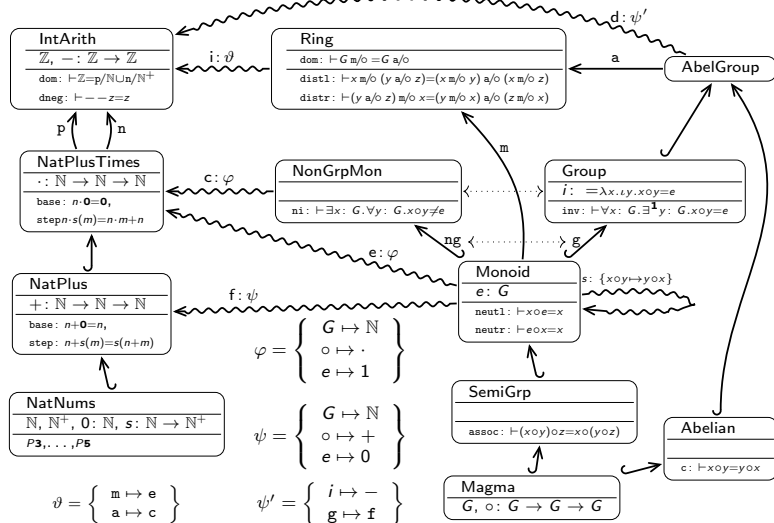 d: ψ′
IntArith
ℤ, −: ℤ → ℤ
dom: ⊢ℤ=p/ℕ∪n/ℕ⁺
dneg: ⊢−−z=z
i: ϑ
Ring
dom: ⊢G m/○ =G a/○
distl: ⊢x m/○ (y a/○ z)=(x m/○ y) a/○ (x m/○ z)
distr: ⊢(y a/○ z) m/○ x=(y m/○ x) a/○ (z m/○ x)
a
AbelGroup
p
n
m
NatPlusTimes
·: ℕ → ℕ → ℕ
base: n·0=0,
stepn·s(m)=n·m+n
c: φ
NonGrpMon
ni: ⊢∃x: G.∀y: G.x○y≠e
Group
i: =λx.ιy.x○y=e
inv: ⊢∀x: G.∃¹y: G.x○y=e
e: φ
ng
g
NatPlus
+: ℕ → ℕ → ℕ
base: n+0=n,
step: n+s(m)=s(n+m)
f: ψ
Monoid
e: G
neutl: ⊢x○e=x
neutr: ⊢e○x=x
s: {x○y↦y○x}
φ = { G ↦ ℕ
○ ↦ ·
e ↦ 1 }
NatNums
ℕ, ℕ⁺, 0: ℕ, s: ℕ → ℕ⁺
P3,...,P5
ψ = { G ↦ ℕ
○ ↦ +
e ↦ 0 }
SemiGrp
assoc: ⊢(x○y)○z=x○(y○z)
Abelian
c: ⊢x○y=y○x
ϑ = { m ↦ e
a ↦ c }
ψ′ = { i ↦ −
g ↦ f }
Magma
G, ○: G → G → G